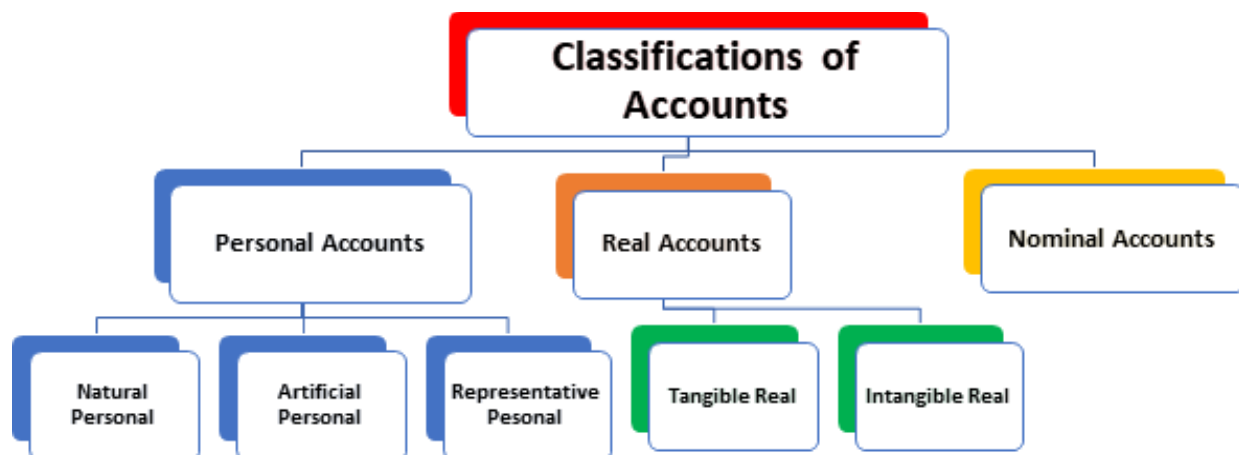 Classifications of
Accounts
Personal Accounts
Real Accounts
Nominal Accounts
Natural
Personal
Artificial
Personal
Representative
Pesonal
Tangible Real
Intangible Real